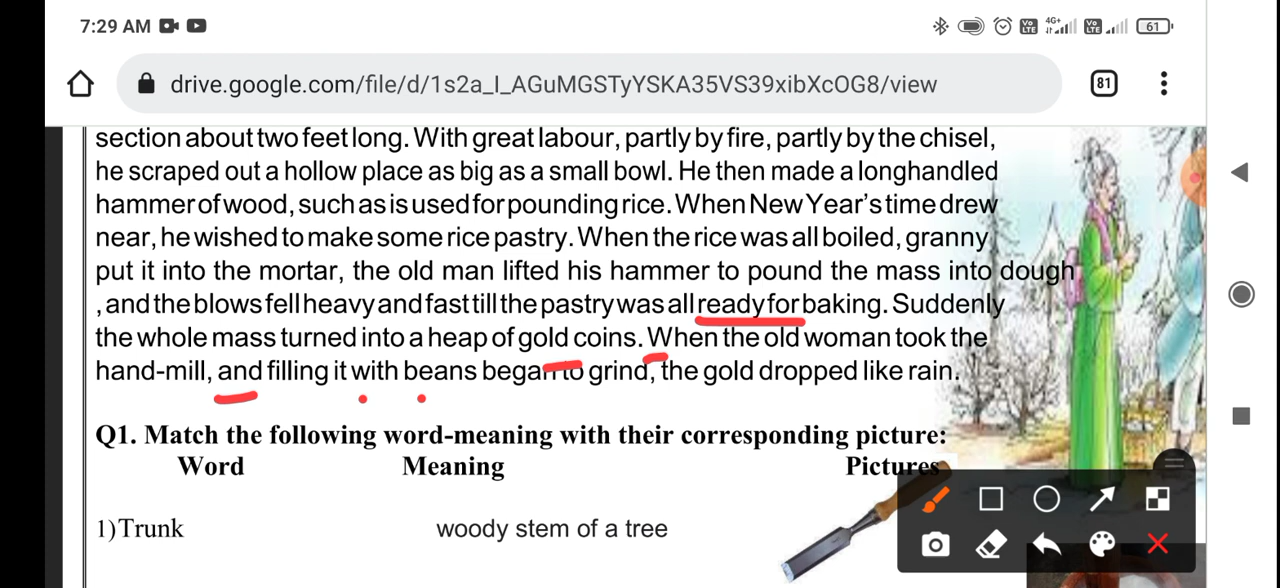 7:29 AM
4G+
Vo LTE
Vo LTE
61
drive.google.com/file/d/1s2a_I_AGuMGSTyYSKA35VS39xibXcOG8/view
81
section about two feet long. With great labour, partly by fire, partly by the chisel,
he scraped out a hollow place as big as a small bowl. He then made a longhandled
hammer of wood, such as is used for pounding rice. When New Year's time drew
near, he wished to make some rice pastry. When the rice was all boiled, granny
put it into the mortar, the old man lifted his hammer to pound the mass into dough
, and the blows fell heavy and fast till the pastry was all ready for baking. Suddenly
the whole mass turned into a heap of gold coins. When the old woman took the
hand-mill, and filling it with beans began to grind, the gold dropped like rain.
Q1. Match the following word-meaning with their corresponding picture:
Word Meaning Pictures
1) Trunk woody stem of a tree